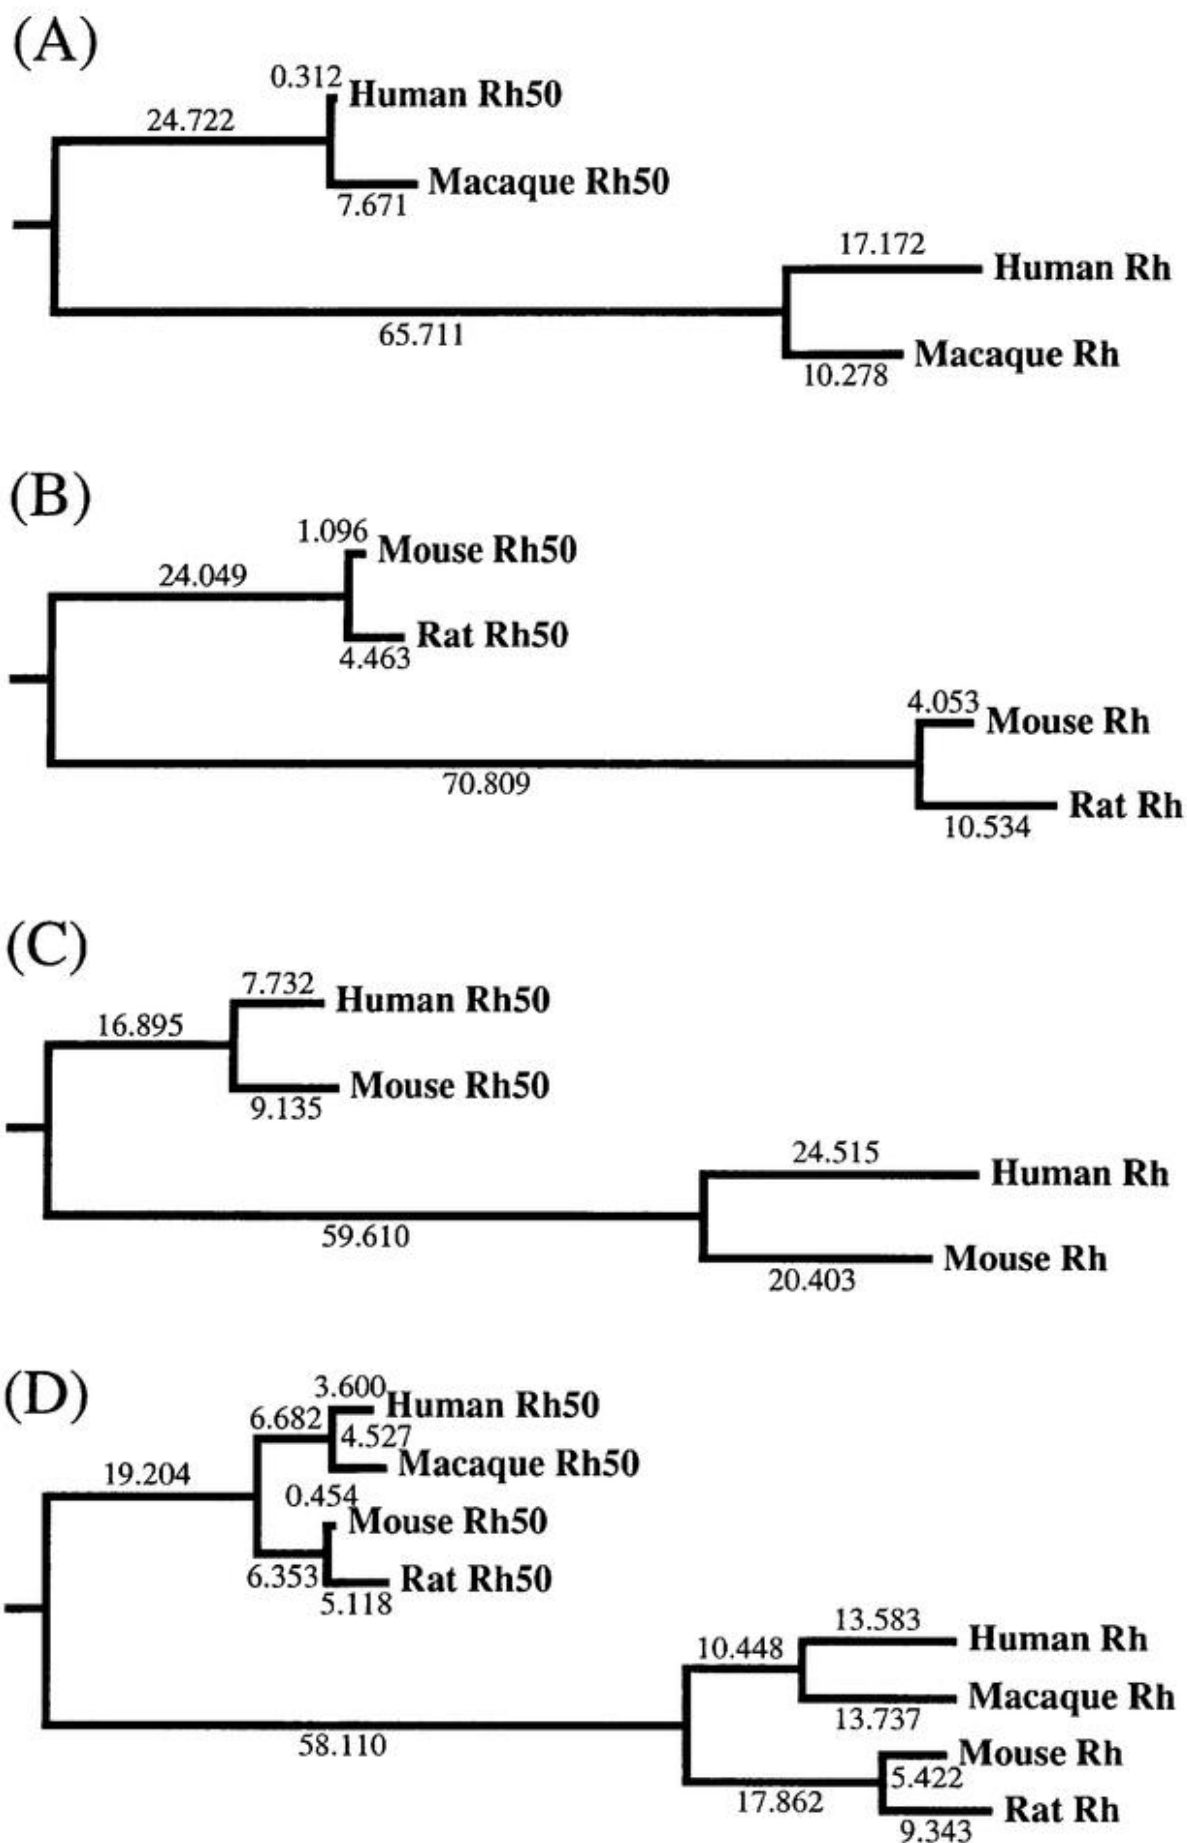 (A)
0.312 Human Rh50
24.722
Macaque Rh50
7.671
17.172
Human Rh
65.711
Macaque Rh
10.278
(B)
1.096 Mouse Rh50
24.049
Rat Rh50
4.463
4.053 Mouse Rh
70.809
Rat Rh
10.534
(C)
7.732 Human Rh50
16.895
Mouse Rh50
9.135
24.515
Human Rh
59.610
Mouse Rh
20.403
(D)
3.600 Human Rh50
6.682
4.527
Macaque Rh50
19.204
0.454
Mouse Rh50
6.353
Rat Rh50
5.118
13.583
Human Rh
10.448
Macaque Rh
13.737
58.110
Mouse Rh
5.422
17.862
Rat Rh
9.343